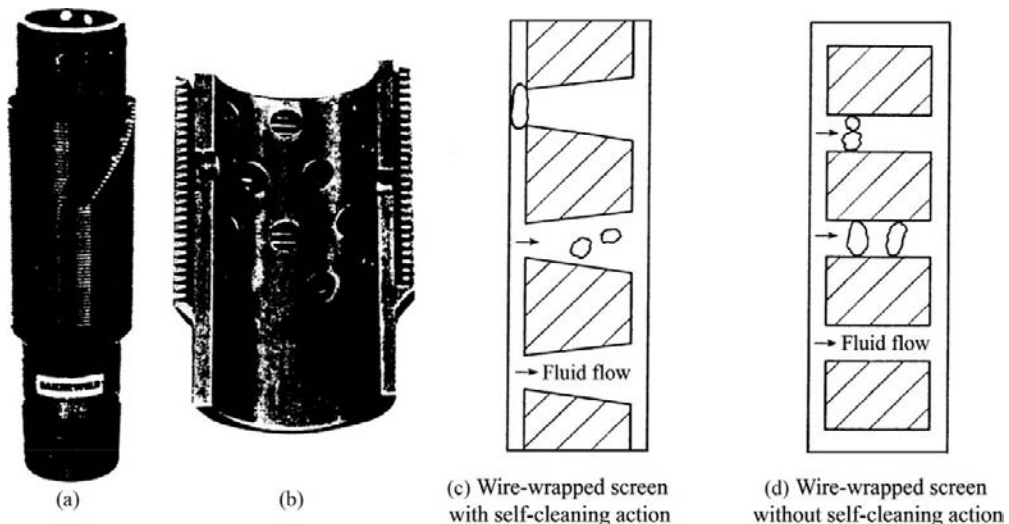 Fluid flow
Fluid flow
(a)
(b)
(c) Wire-wrapped screen
with self-cleaning action
(d) Wire-wrapped screen
without self-cleaning action